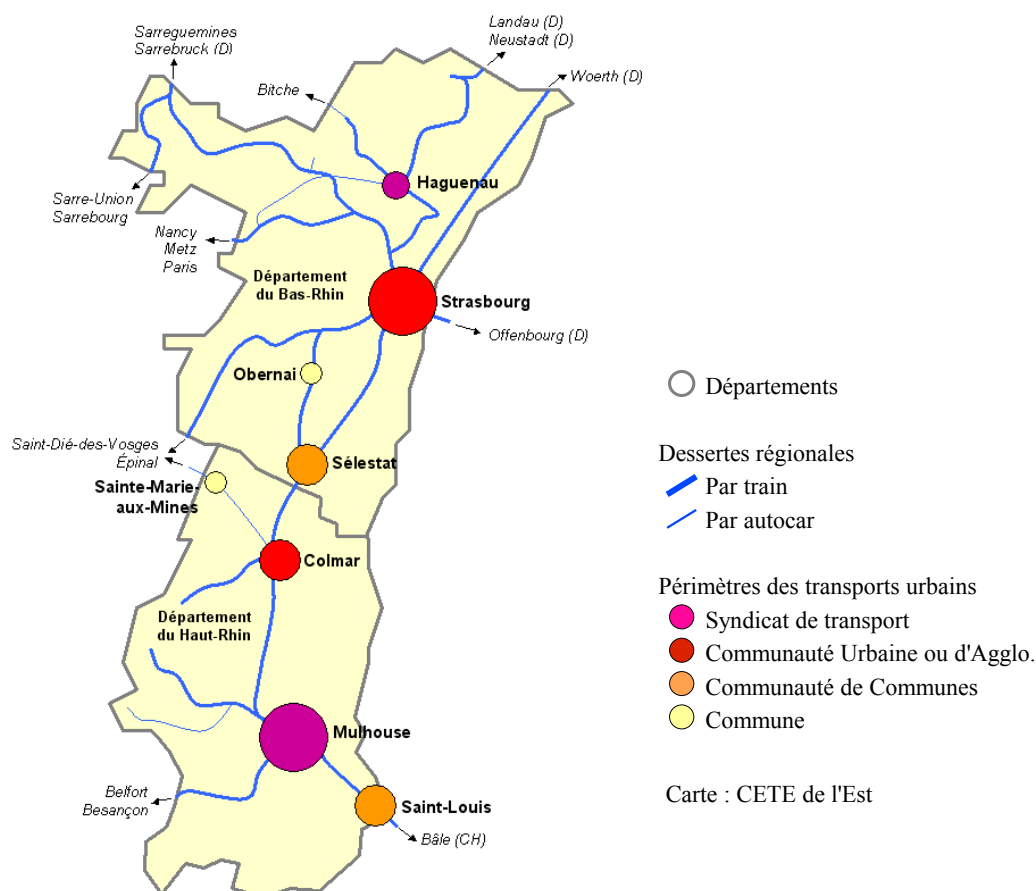 Sarreguemines
Sarrebruck (D)
Landau (D)
Neustadt (D)
Woerth (D)
Bitche
Haguenau
Sarre-Union
Sarrebourg
Nancy
Metz
Paris
Département
du Bas-Rhin
Strasbourg
Offenbourg (D)
Obernai
Saint-Dié-des-Vosges
Épinal
Sélestat
Sainte-Marie-
aux-Mines
Colmar
Département
du Haut-Rhin
Mulhouse
Belfort
Besançon
Saint-Louis
Bâle (CH)
Départements
Dessertes régionales
Par train
Par autocar
Périmètres des transports urbains
Syndicat de transport
Communauté Urbaine ou d'Agglo.
Communauté de Communes
Commune
Carte : CETE de l'Est